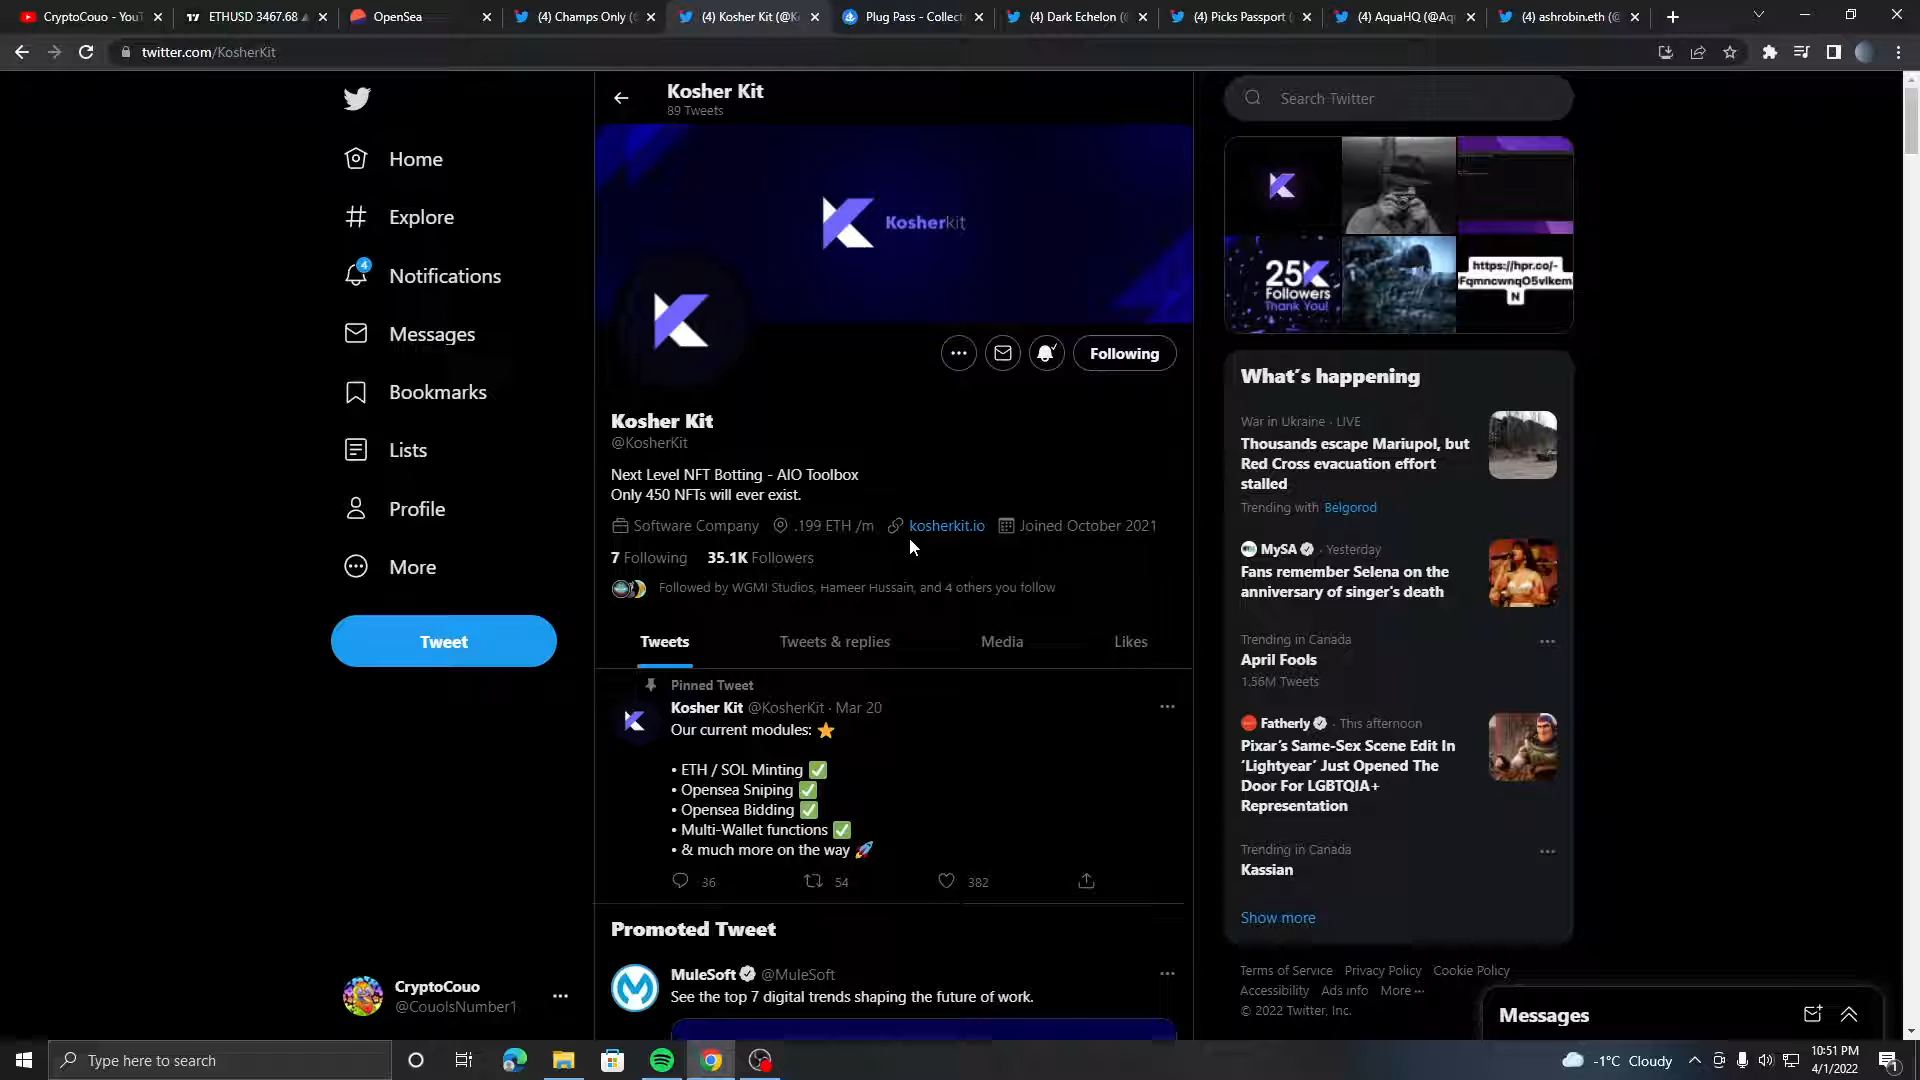 CryptoCouo - YouT
ETHUSD 3467.68
OpenSea
(4) Champs Only (
(4) Kosher Kit (@K
Plug Pass - Collect
(4) Dark Echelon (
(4) Picks Passport (
(4) AquaHQ (@Aq
(4) ashrobin.eth (@
twitter.com/KosherKit
Home
Explore
4
Notifications
Messages
Bookmarks
Lists
Profile
More
Tweet
CryptoCouo
@CouoIsNumber1
Kosher Kit
89 Tweets
Kosherkit
Following
Kosher Kit
@KosherKit
Next Level NFT Botting - AIO Toolbox
Only 450 NFTs will ever exist.
Software Company .199 ETH /m kosherkit.io Joined October 2021
7 Following 35.1K Followers
Followed by WGMI Studios, Hameer Hussain, and 4 others you follow
Tweets Tweets & replies Media Likes
Pinned Tweet
Kosher Kit @KosherKit · Mar 20
Our current modules: ⭐
• ETH / SOL Minting ✅
• Opensea Sniping ✅
• Opensea Bidding ✅
• Multi-Wallet functions ✅
• & much more on the way 🚀
36 54 382
Promoted Tweet
MuleSoft @MuleSoft
See the top 7 digital trends shaping the future of work.
Search Twitter
25K
Followers
Thank You!
https://hpr.co/-
FqmncwnqO5vlkem
N
What's happening
War in Ukraine · LIVE
Thousands escape Mariupol, but
Red Cross evacuation effort
stalled
Trending with Belgorod
MySA · Yesterday
Fans remember Selena on the
anniversary of singer's death
Trending in Canada
April Fools
1.56M Tweets
Fatherly · This afternoon
Pixar's Same-Sex Scene Edit In
'Lightyear' Just Opened The
Door For LGBTQIA+
Representation
Trending in Canada
Kassian
Show more
Terms of Service Privacy Policy Cookie Policy
Accessibility Ads info More ···
© 2022 Twitter, Inc.
Messages
Type here to search
-1°C Cloudy
10:51 PM
4/1/2022
1